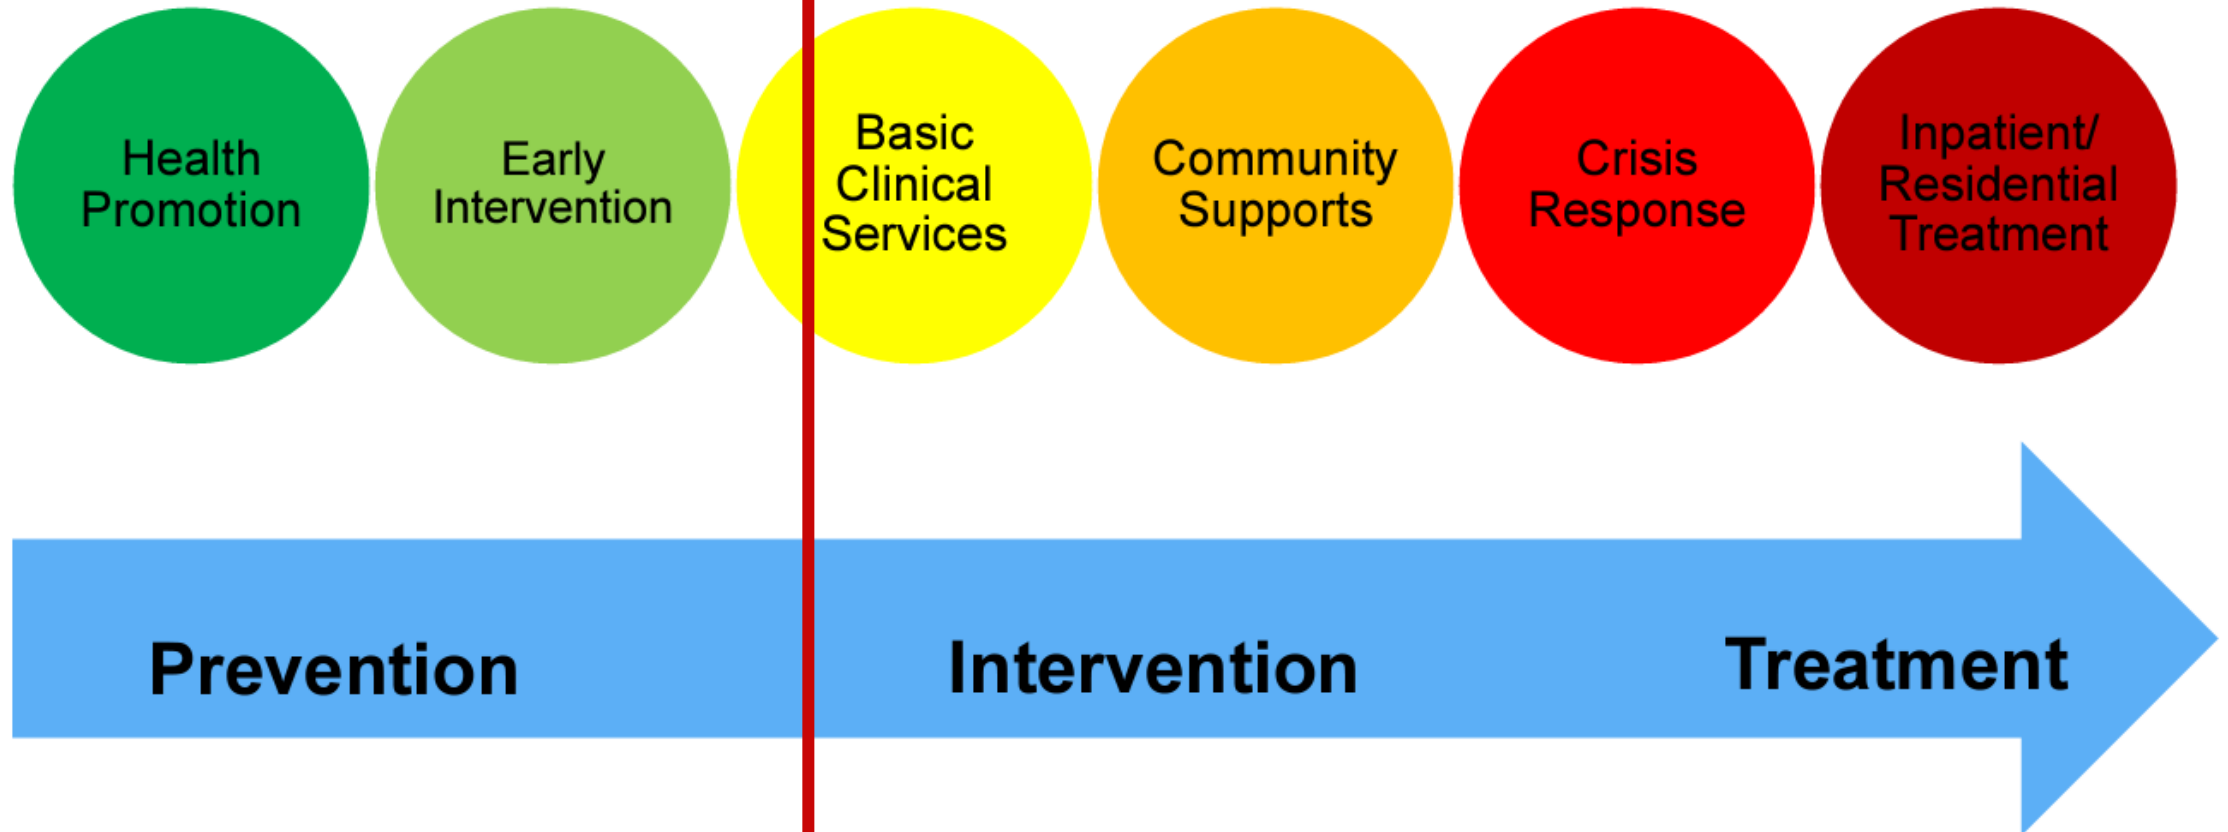 Health
Promotion
Early
Intervention
Basic
Clinical
Services
Community
Supports
Crisis
Response
Inpatient/
Residential
Treatment
Prevention
Intervention
Treatment